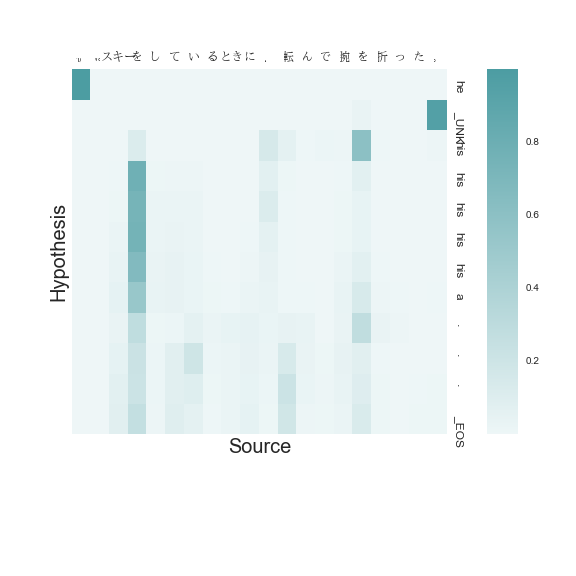 スキーをしているときに、転んで腕を折った。
he
_UNK
his
his
his
his
his
a
.
.
.
_EOS
Hypothesis
Source
0.8
0.6
0.4
0.2